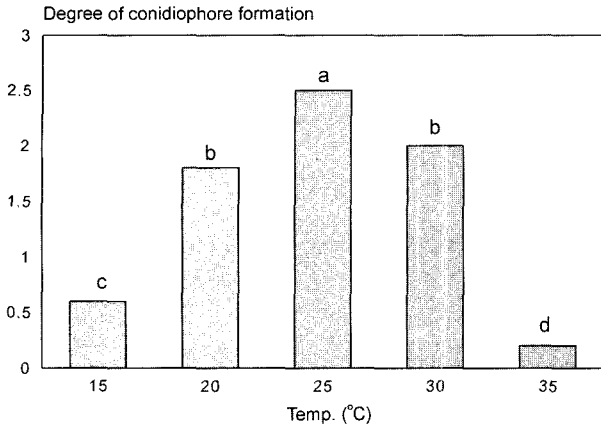 Degree of conidiophore formation
3
2.5
2
1.5
1
0.5
0
c
b
a
b
d
15 20 25 30 35
Temp. (°C)